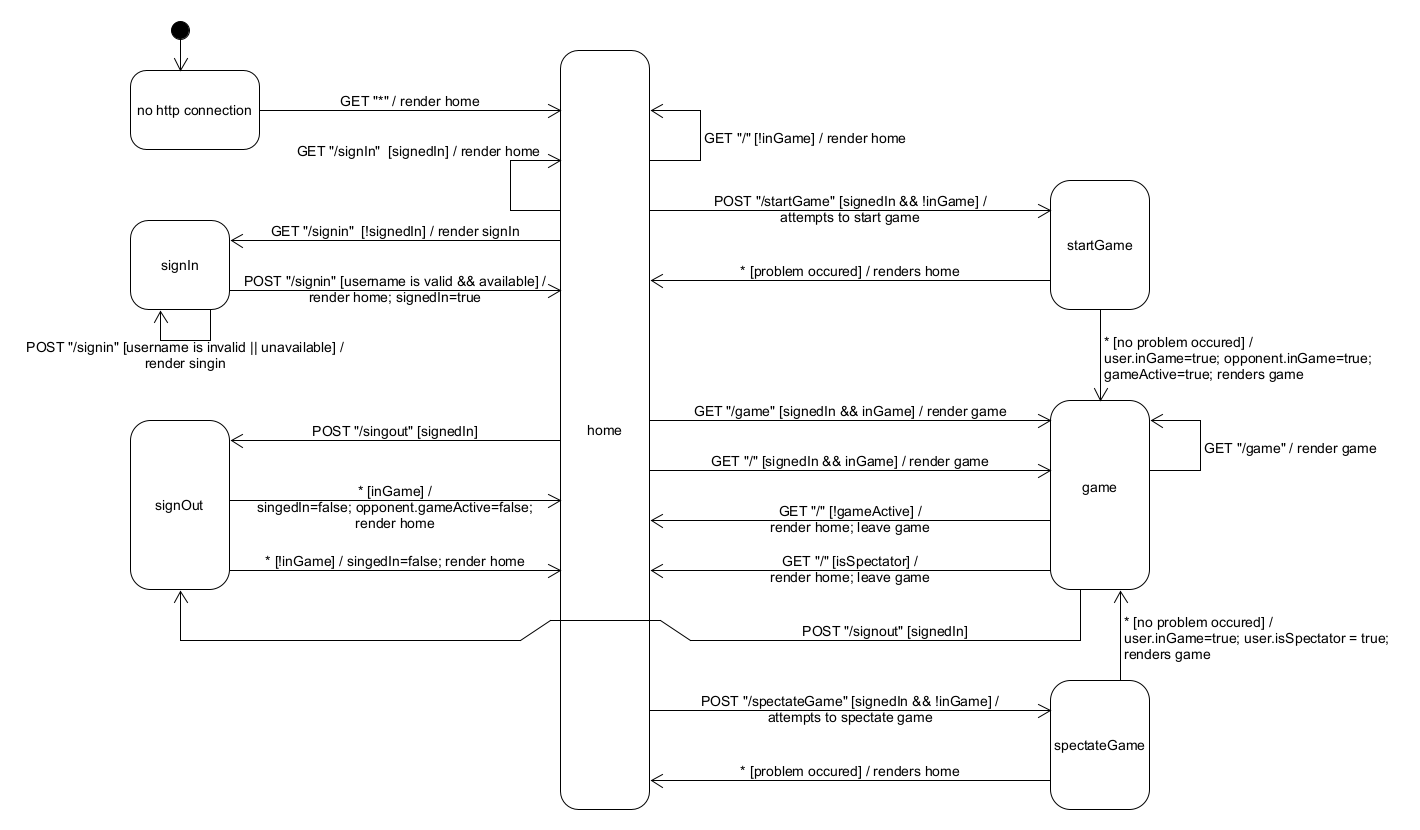 no http connection
GET "*" / render home
GET "/" [!inGame] / render home
GET "/signIn"  [signedIn] / render home
POST "/startGame" [signedIn && !inGame] /
attempts to start game
startGame
GET "/signin"  [!signedIn] / render signIn
signIn
POST "/signin" [username is valid && available] /
render home; signedIn=true
* [problem occured] / renders home
POST "/signin" [username is invalid || unavailable] /
render singin
* [no problem occured] /
user.inGame=true; opponent.inGame=true;
gameActive=true; renders game
home
GET "/game" [signedIn && inGame] / render game
GET "/game" / render game
POST "/singout" [signedIn]
GET "/" [signedIn && inGame] / render game
game
signOut
* [inGame] /
singedIn=false; opponent.gameActive=false;
render home
GET "/" [!gameActive] /
render home; leave game
* [!inGame] / singedIn=false; render home
GET "/" [isSpectator] /
render home; leave game
POST "/signout" [signedIn]
* [no problem occured] /
user.inGame=true; user.isSpectator = true;
renders game
POST "/spectateGame" [signedIn && !inGame] /
attempts to spectate game
spectateGame
* [problem occured] / renders home